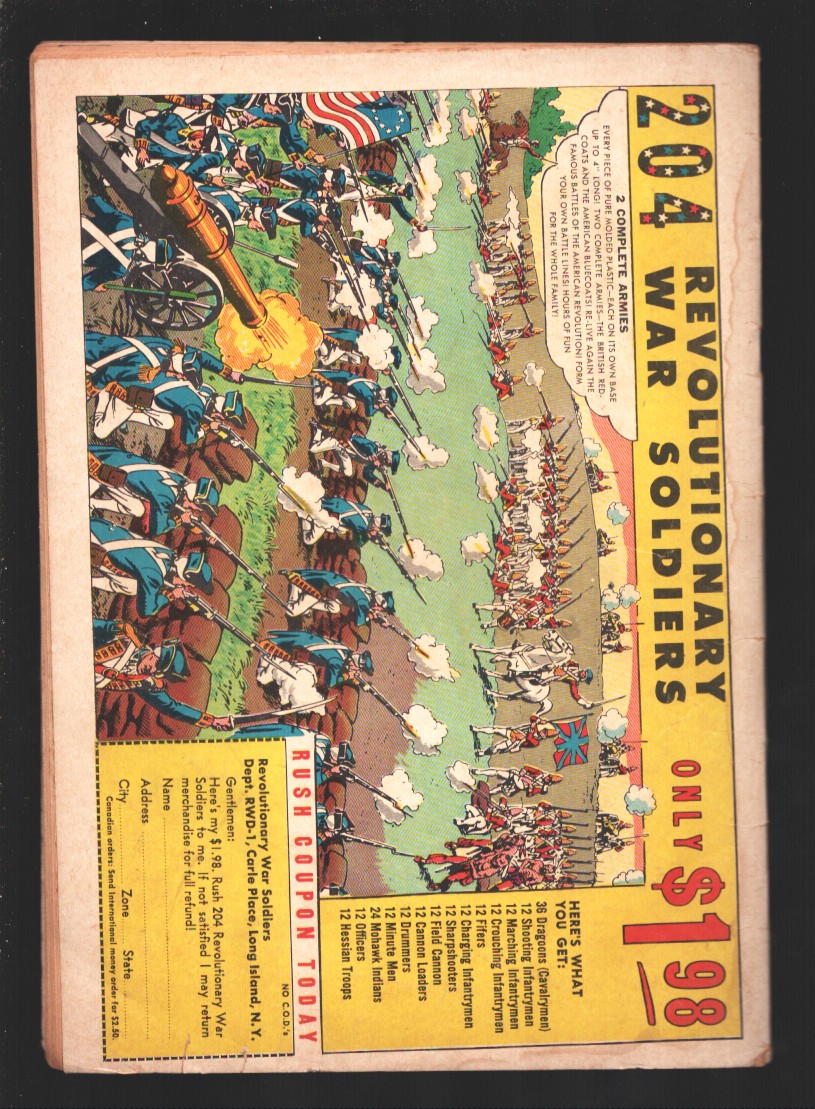 204 REVOLUTIONARY
WAR SOLDIERS
ONLY $1 98
2 COMPLETE ARMIES
EVERY PIECE OF PURE MOLDED PLASTIC—EACH ON ITS OWN BASE
UP TO 4" LONG! TWO COMPLETE ARMIES—THE BRITISH RED-
COATS AND THE AMERICAN BLUECOATS! RE-LIVE AGAIN THE
FAMOUS BATTLES OF THE AMERICAN REVOLUTION! FORM
YOUR OWN BATTLE LINES! HOURS OF FUN
FOR THE WHOLE FAMILY!
HERE'S WHAT
YOU GET:
36 Dragoons (Cavalrymen)
12 Shooting Infantrymen
12 Marching Infantrymen
12 Crouching Infantrymen
12 Fifers
12 Charging Infantrymen
12 Sharpshooters
12 Field Cannon
12 Cannon Loaders
12 Drummers
12 Minute Men
24 Mohawk Indians
12 Officers
12 Hessian Troops
RUSH COUPON TODAY
NO C.O.D.'s
Revolutionary War Soldiers
Dept. RWD-1, Carle Place, Long Island, N.Y.
Gentlemen:
Here's my $1.98. Rush 204 Revolutionary War
Soldiers to me. If not satisfied I may return
merchandise for full refund!
Name
Address
City Zone State
Canadian orders: Send International money order for $2.50.